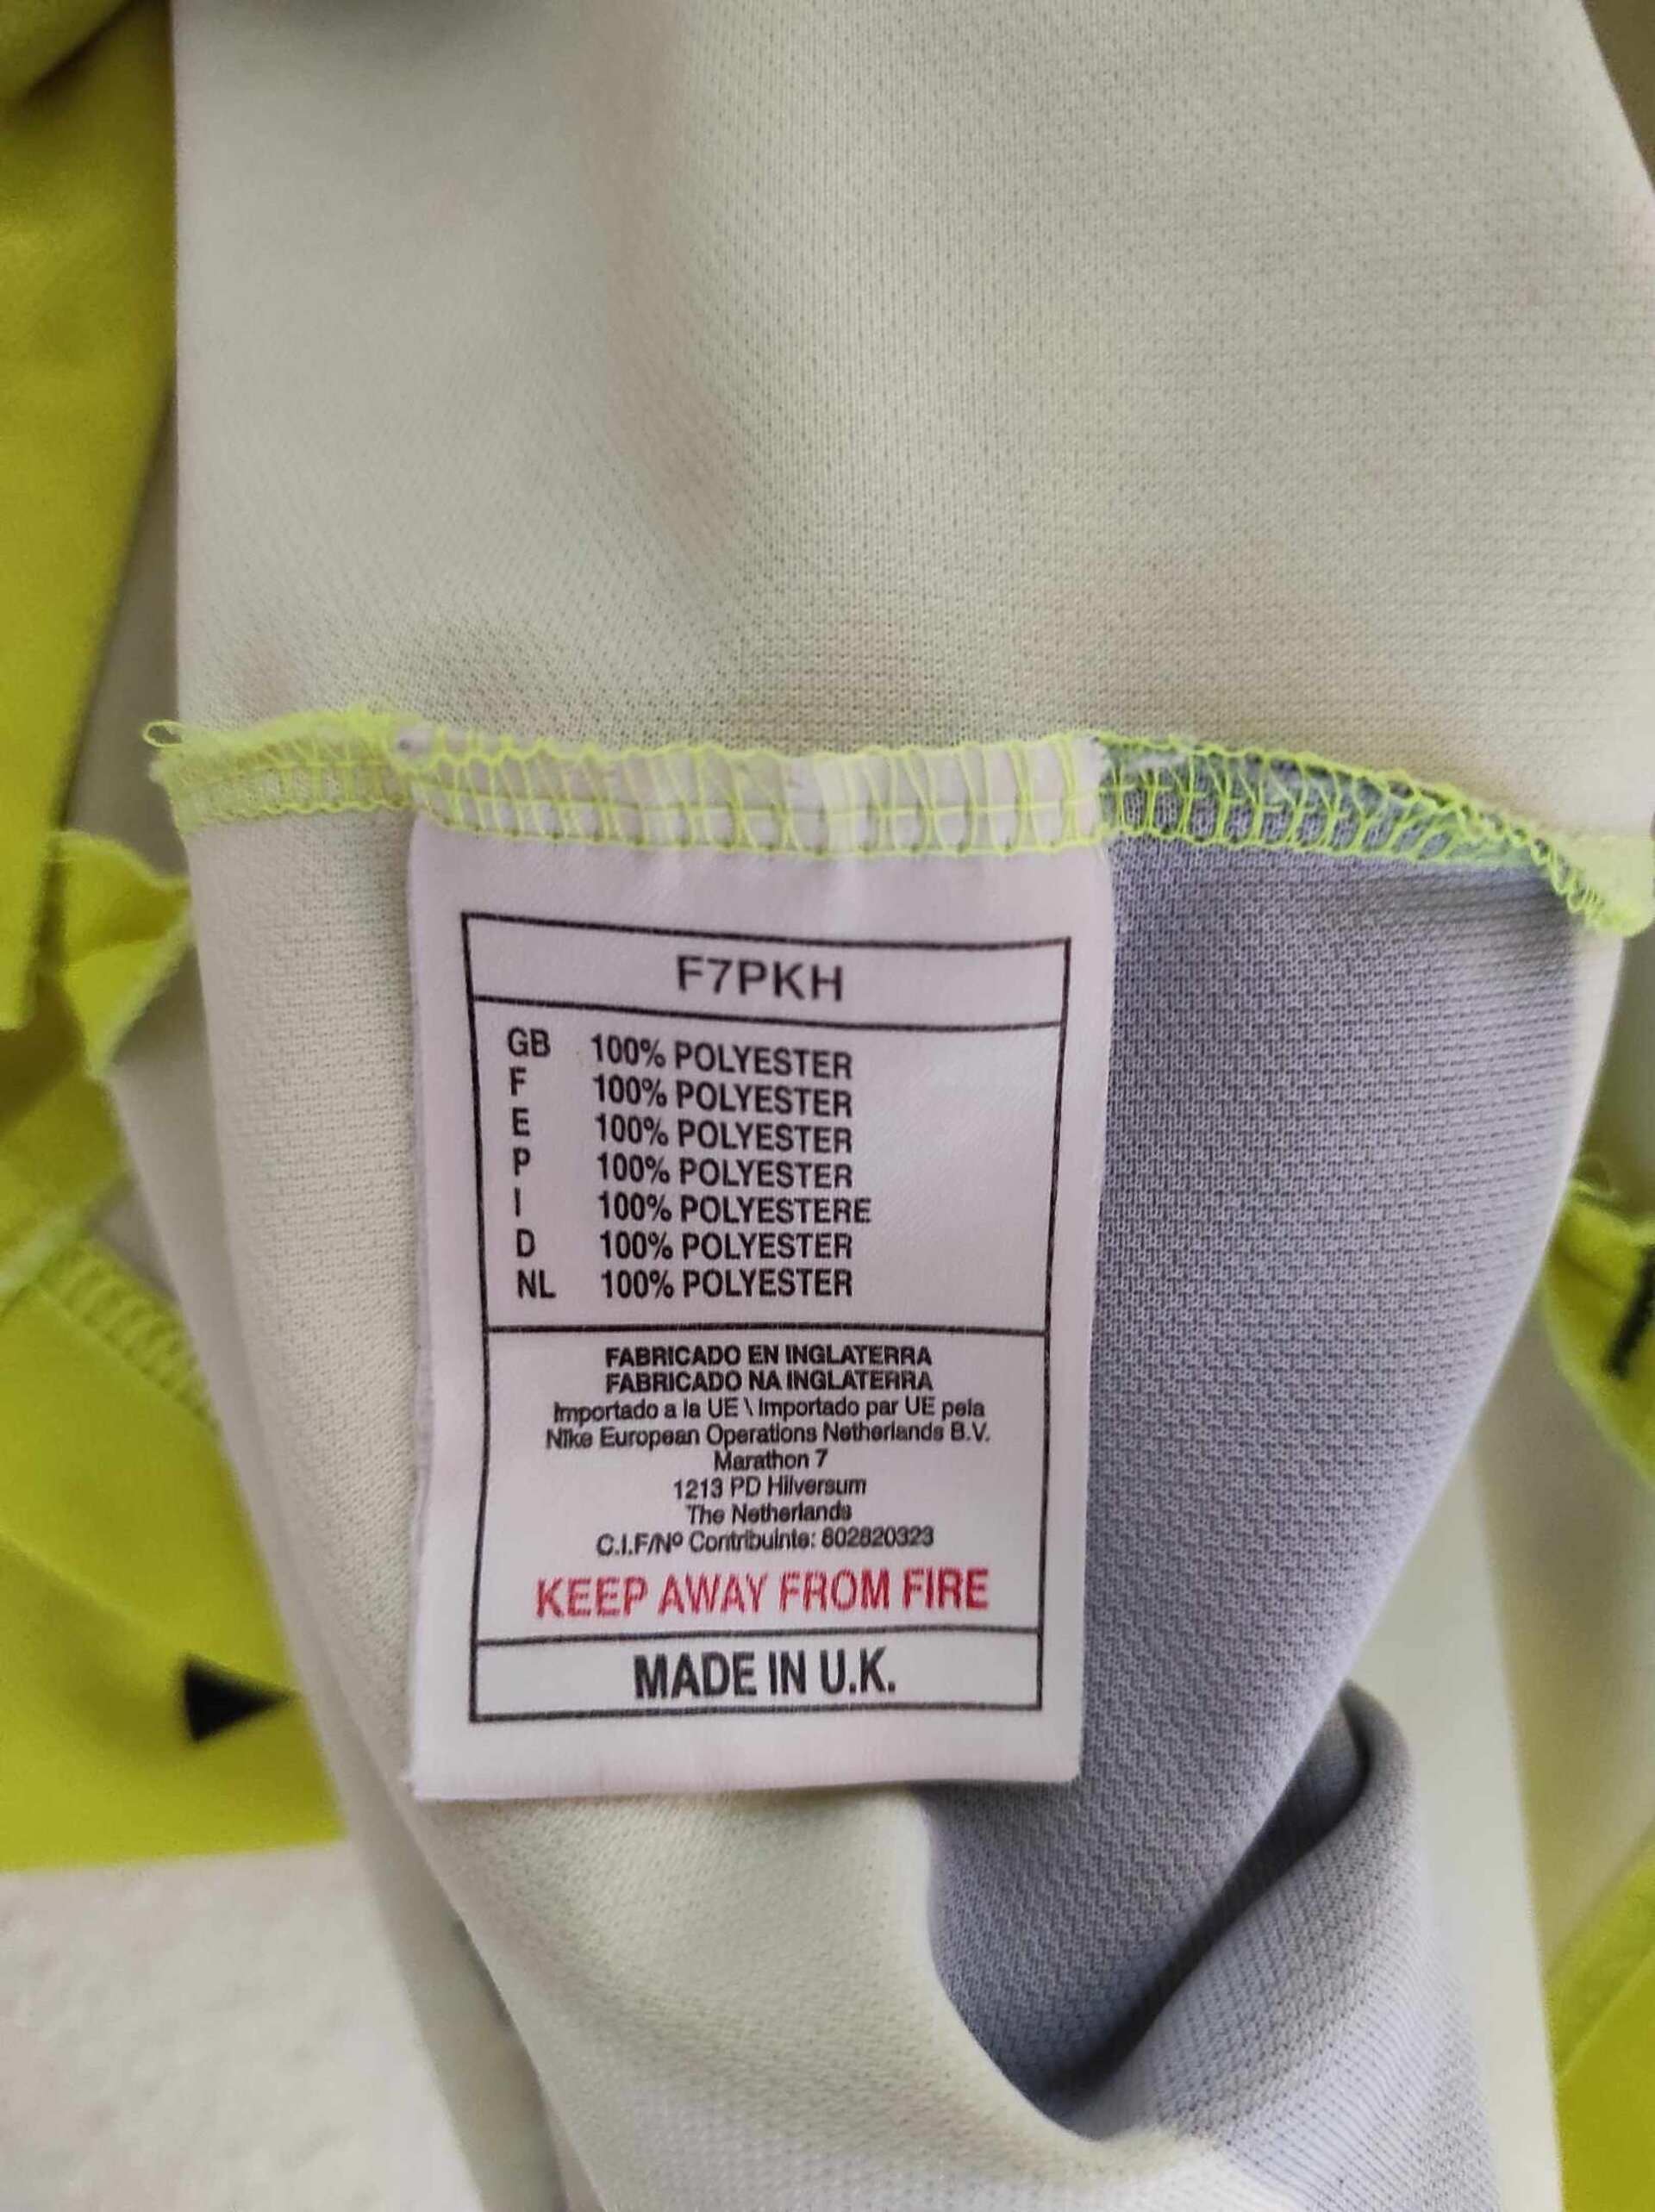 F7PKH
GB 100% POLYESTER
F 100% POLYESTER
E 100% POLYESTER
P 100% POLYESTER
I 100% POLYESTERE
D 100% POLYESTER
NL 100% POLYESTER
FABRICADO EN INGLATERRA
FABRICADO NA INGLATERRA
Importado a la UE \ Importado par UE pela
Nike European Operations Netherlands B.V.
Marathon 7
1213 PD Hilversum
The Netherlands
C.I.F/Nº Contribuinte: 802820323
KEEP AWAY FROM FIRE
MADE IN U.K.